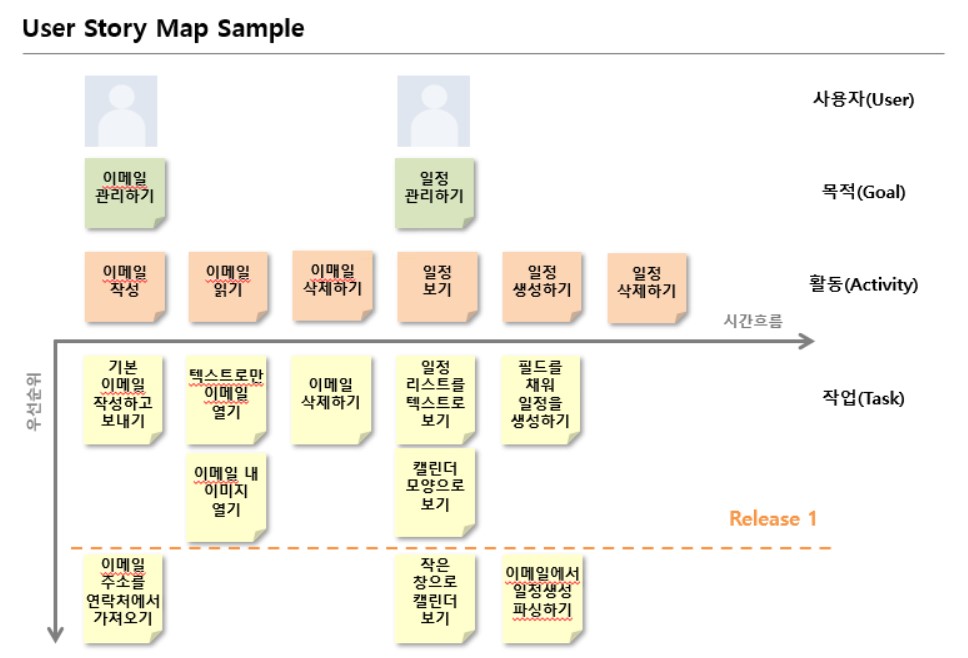 User Story Map Sample
사용자(User)
이메일
관리하기
일정
관리하기
목적(Goal)
이메일
작성
이메일
읽기
이매일
삭제하기
일정
보기
일정
생성하기
일정
삭제하기
활동(Activity)
시간흐름
우선순위
기본
이메일
작성하고
보내기
텍스트로만
이메일
열기
이메일
삭제하기
일정
리스트를
텍스트로
보기
필드를
채워
일정을
생성하기
작업(Task)
이메일 내
이미지
열기
캘린더
모양으로
보기
Release 1
이메일
주소를
연락처에서
가져오기
작은
창으로
캘린더
보기
이메일에서
일정생성
파싱하기